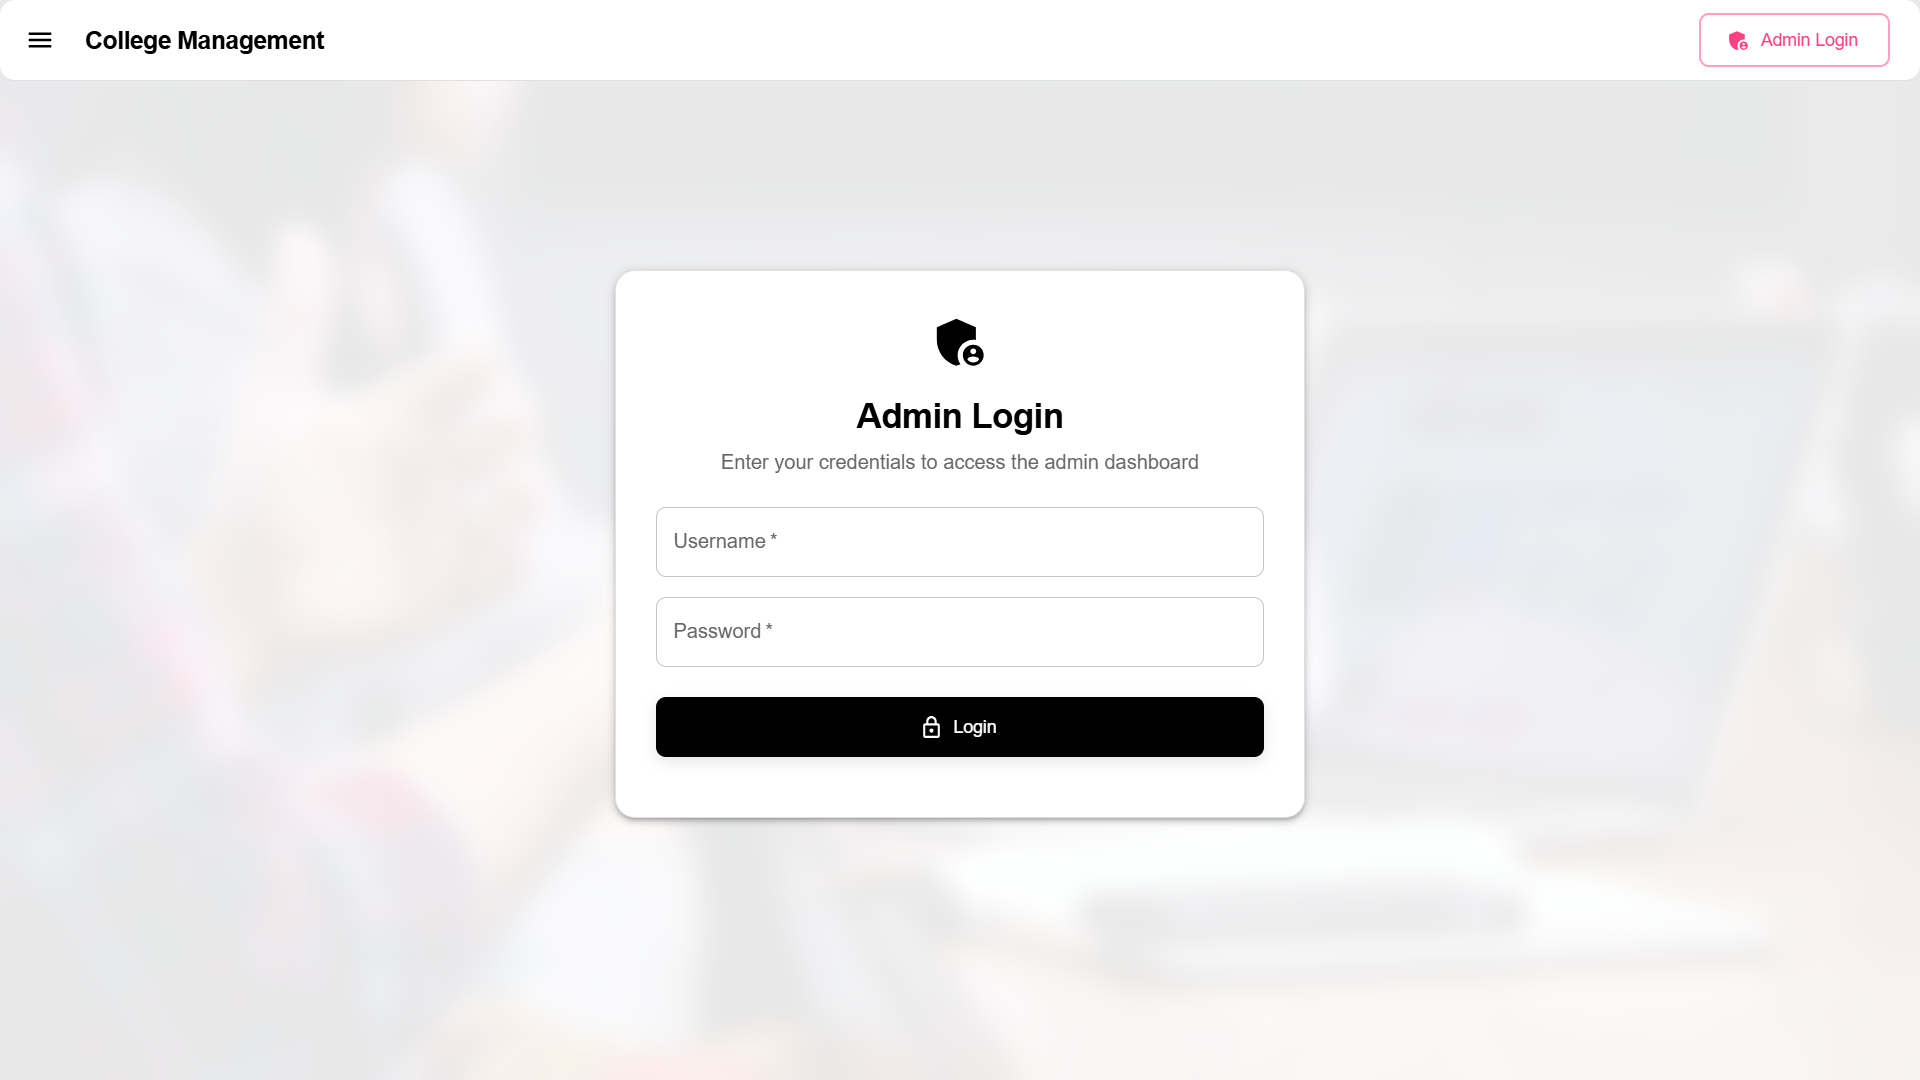 College Management
Admin Login
Admin Login
Enter your credentials to access the admin dashboard
Username *
Password *
Login